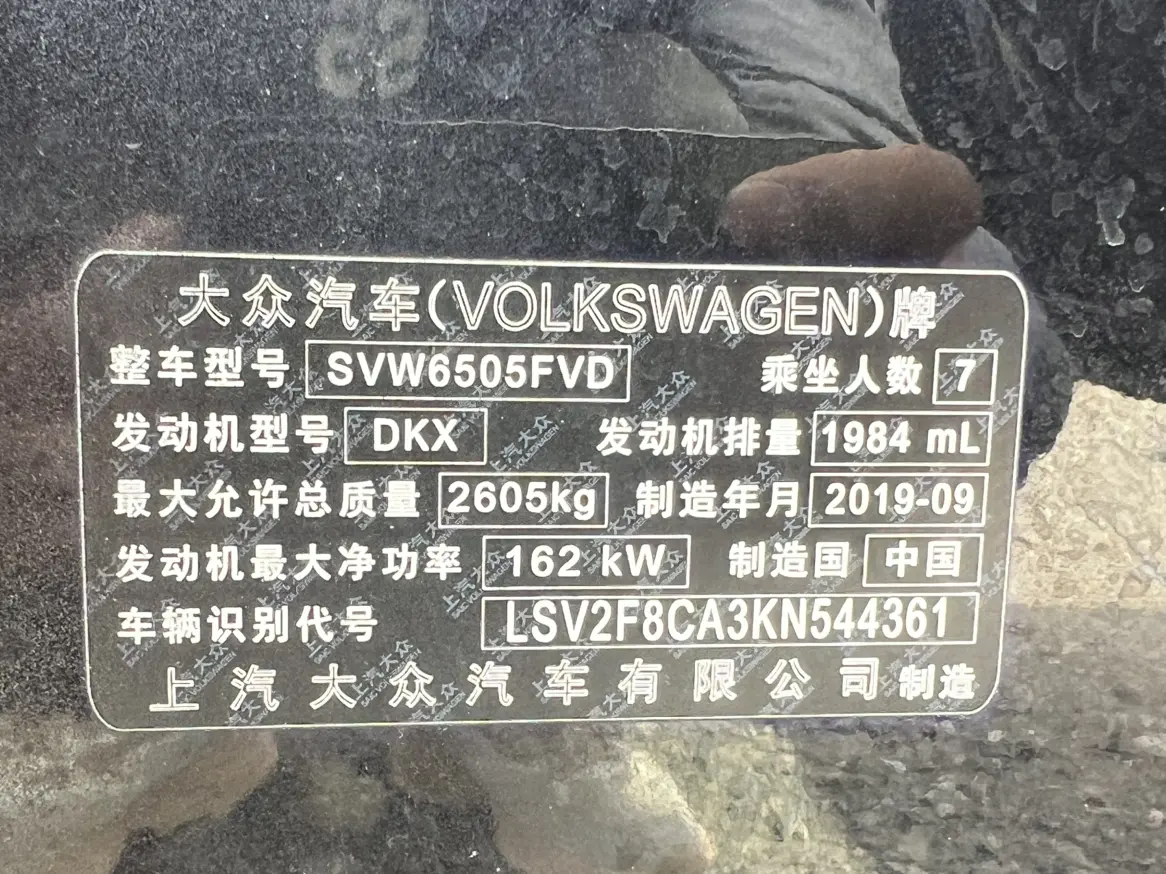 大众汽车(VOLKSWAGEN)牌
整车型号 SVW6505FVD 乘坐人数 7
发动机型号 DKX 发动机排量 1984 mL
最大允许总质量 2605kg 制造年月 2019-09
发动机最大净功率 162 kW 制造国 中国
车辆识别代号 LSV2F8CA3KN544361
上汽大众汽车有限公司 制造